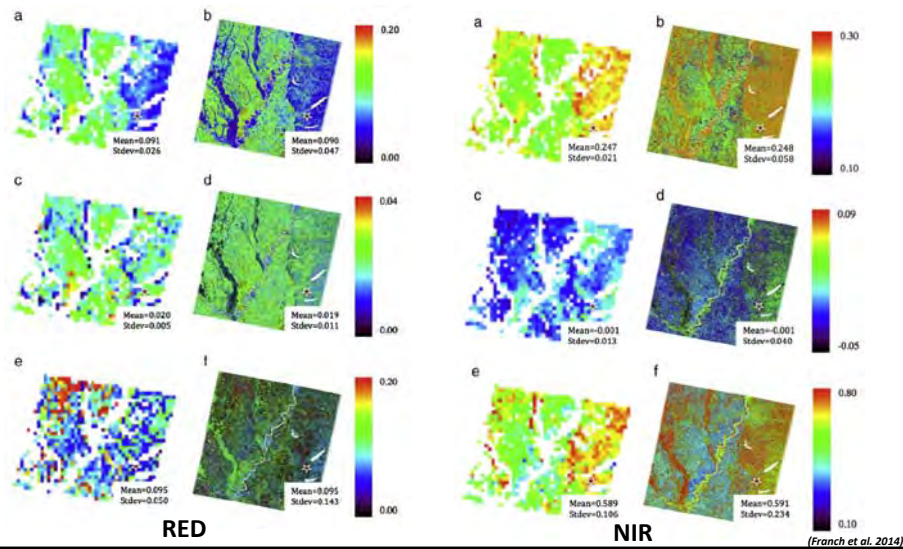 a b 0.20 a b 0.30
Mean=0.091 Mean=0.090 Mean=0.247 Mean=0.248
Stdev=0.026 Stdev=0.047 0.00 Stdev=0.021 Stdev=0.058 0.10
c d 0.04 c d 0.09
Mean=0.020 Mean=0.019 Mean=-0.001 Mean=-0.001
Stdev=0.005 Stdev=0.011 0.00 Stdev=0.013 Stdev=0.040 -0.05
e f 0.20 e f 0.80
Mean=0.095 Mean=0.095 Mean=0.589 Mean=0.591
Stdev=0.050 Stdev=0.143 0.00 Stdev=0.106 Stdev=0.234 0.10
RED NIR
(Franch et al. 2014)